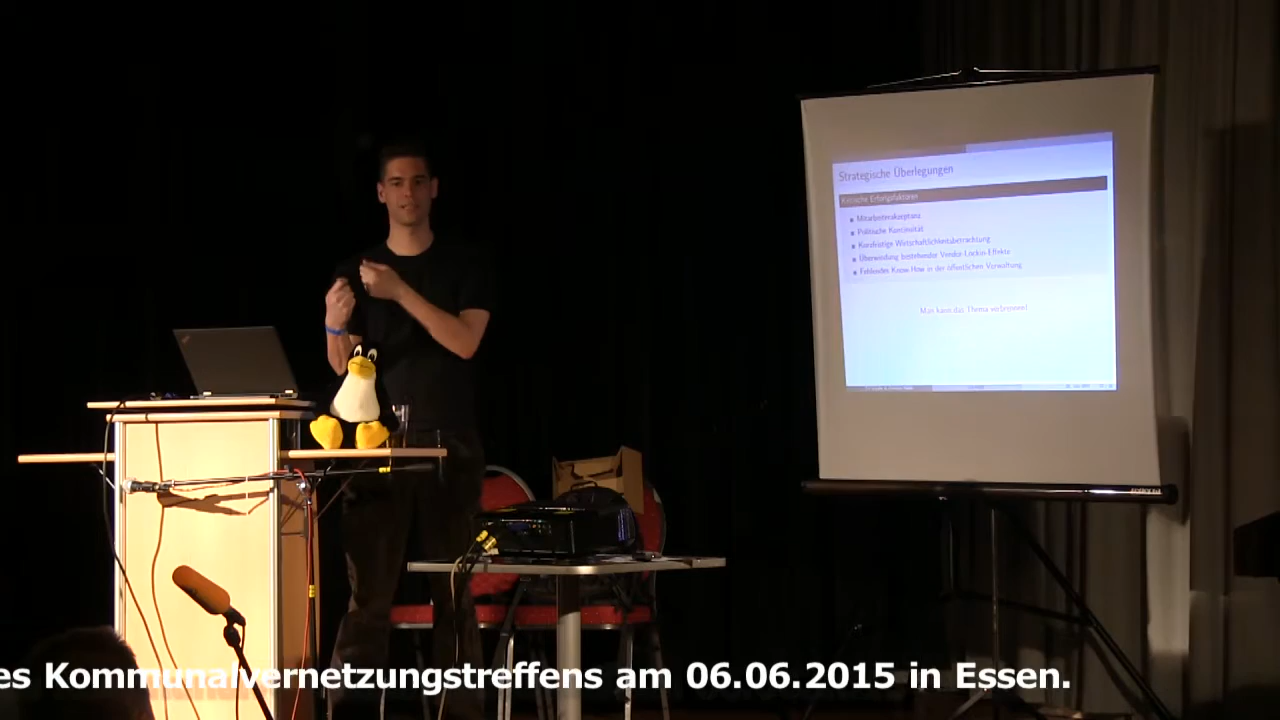 Strategische Überlegungen
Kritische Erfolgsfaktoren
Mitarbeiterakzeptanz
Politische Kontinuität
Kurzfristige Wirtschaftlichkeitsbetrachtung
Überwindung bestehender Vendor-Lockin-Effekte
Fehlendes Know-How in der öffentlichen Verwaltung
Man kann das Thema verbrennen!
es Kommunalvernetzungstreffens am 06.06.2015 in Essen.